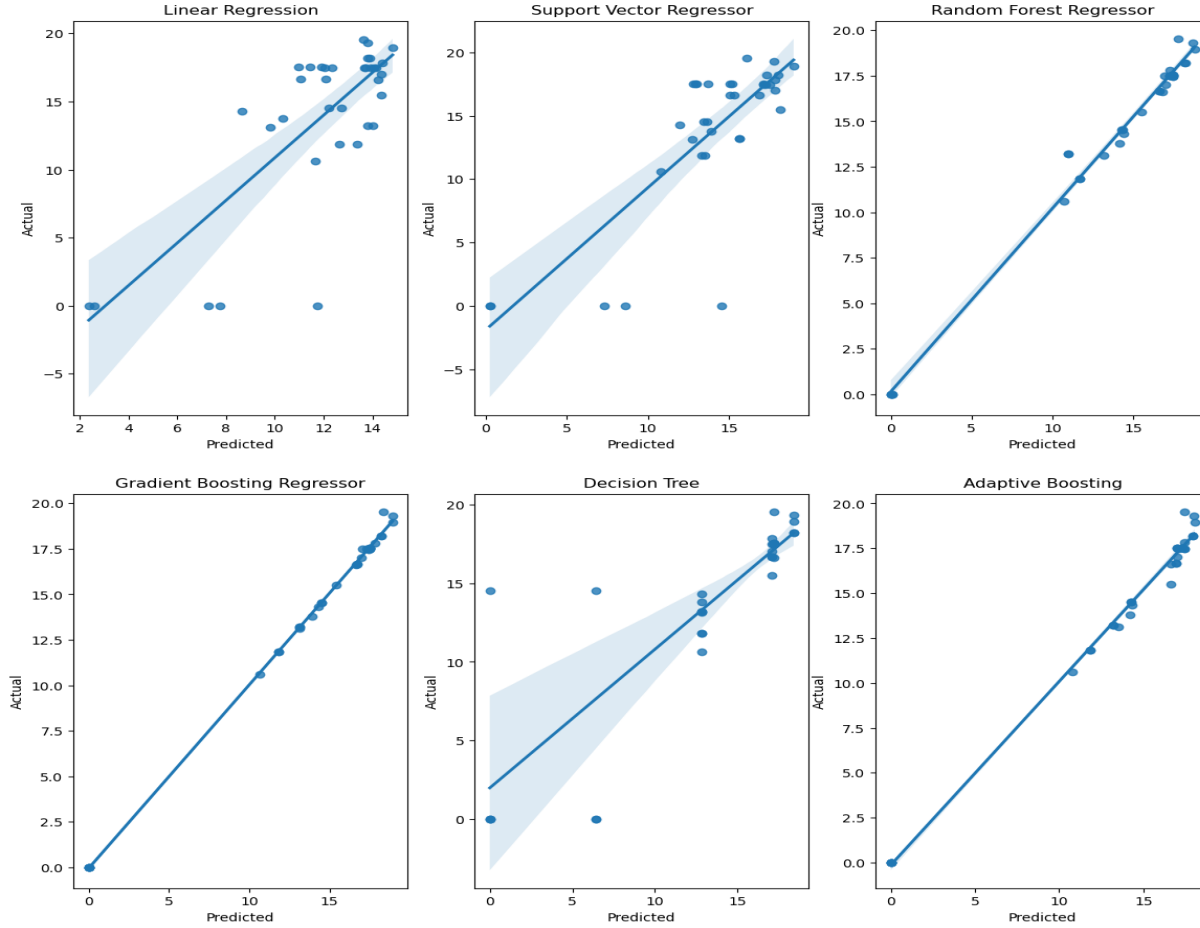 Linear Regression
20
15
10
5
0
−5
Actual
2 4 6 8 10 12 14
Predicted
Support Vector Regressor
20
15
10
5
0
−5
Actual
0 5 10 15
Predicted
Random Forest Regressor
20.0
17.5
15.0
12.5
10.0
7.5
5.0
2.5
0.0
Actual
0 5 10 15
Predicted
Gradient Boosting Regressor
20.0
17.5
15.0
12.5
10.0
7.5
5.0
2.5
0.0
Actual
0 5 10 15
Predicted
Decision Tree
20
15
10
5
0
Actual
0 5 10 15
Predicted
Adaptive Boosting
20.0
17.5
15.0
12.5
10.0
7.5
5.0
2.5
0.0
Actual
0 5 10 15
Predicted